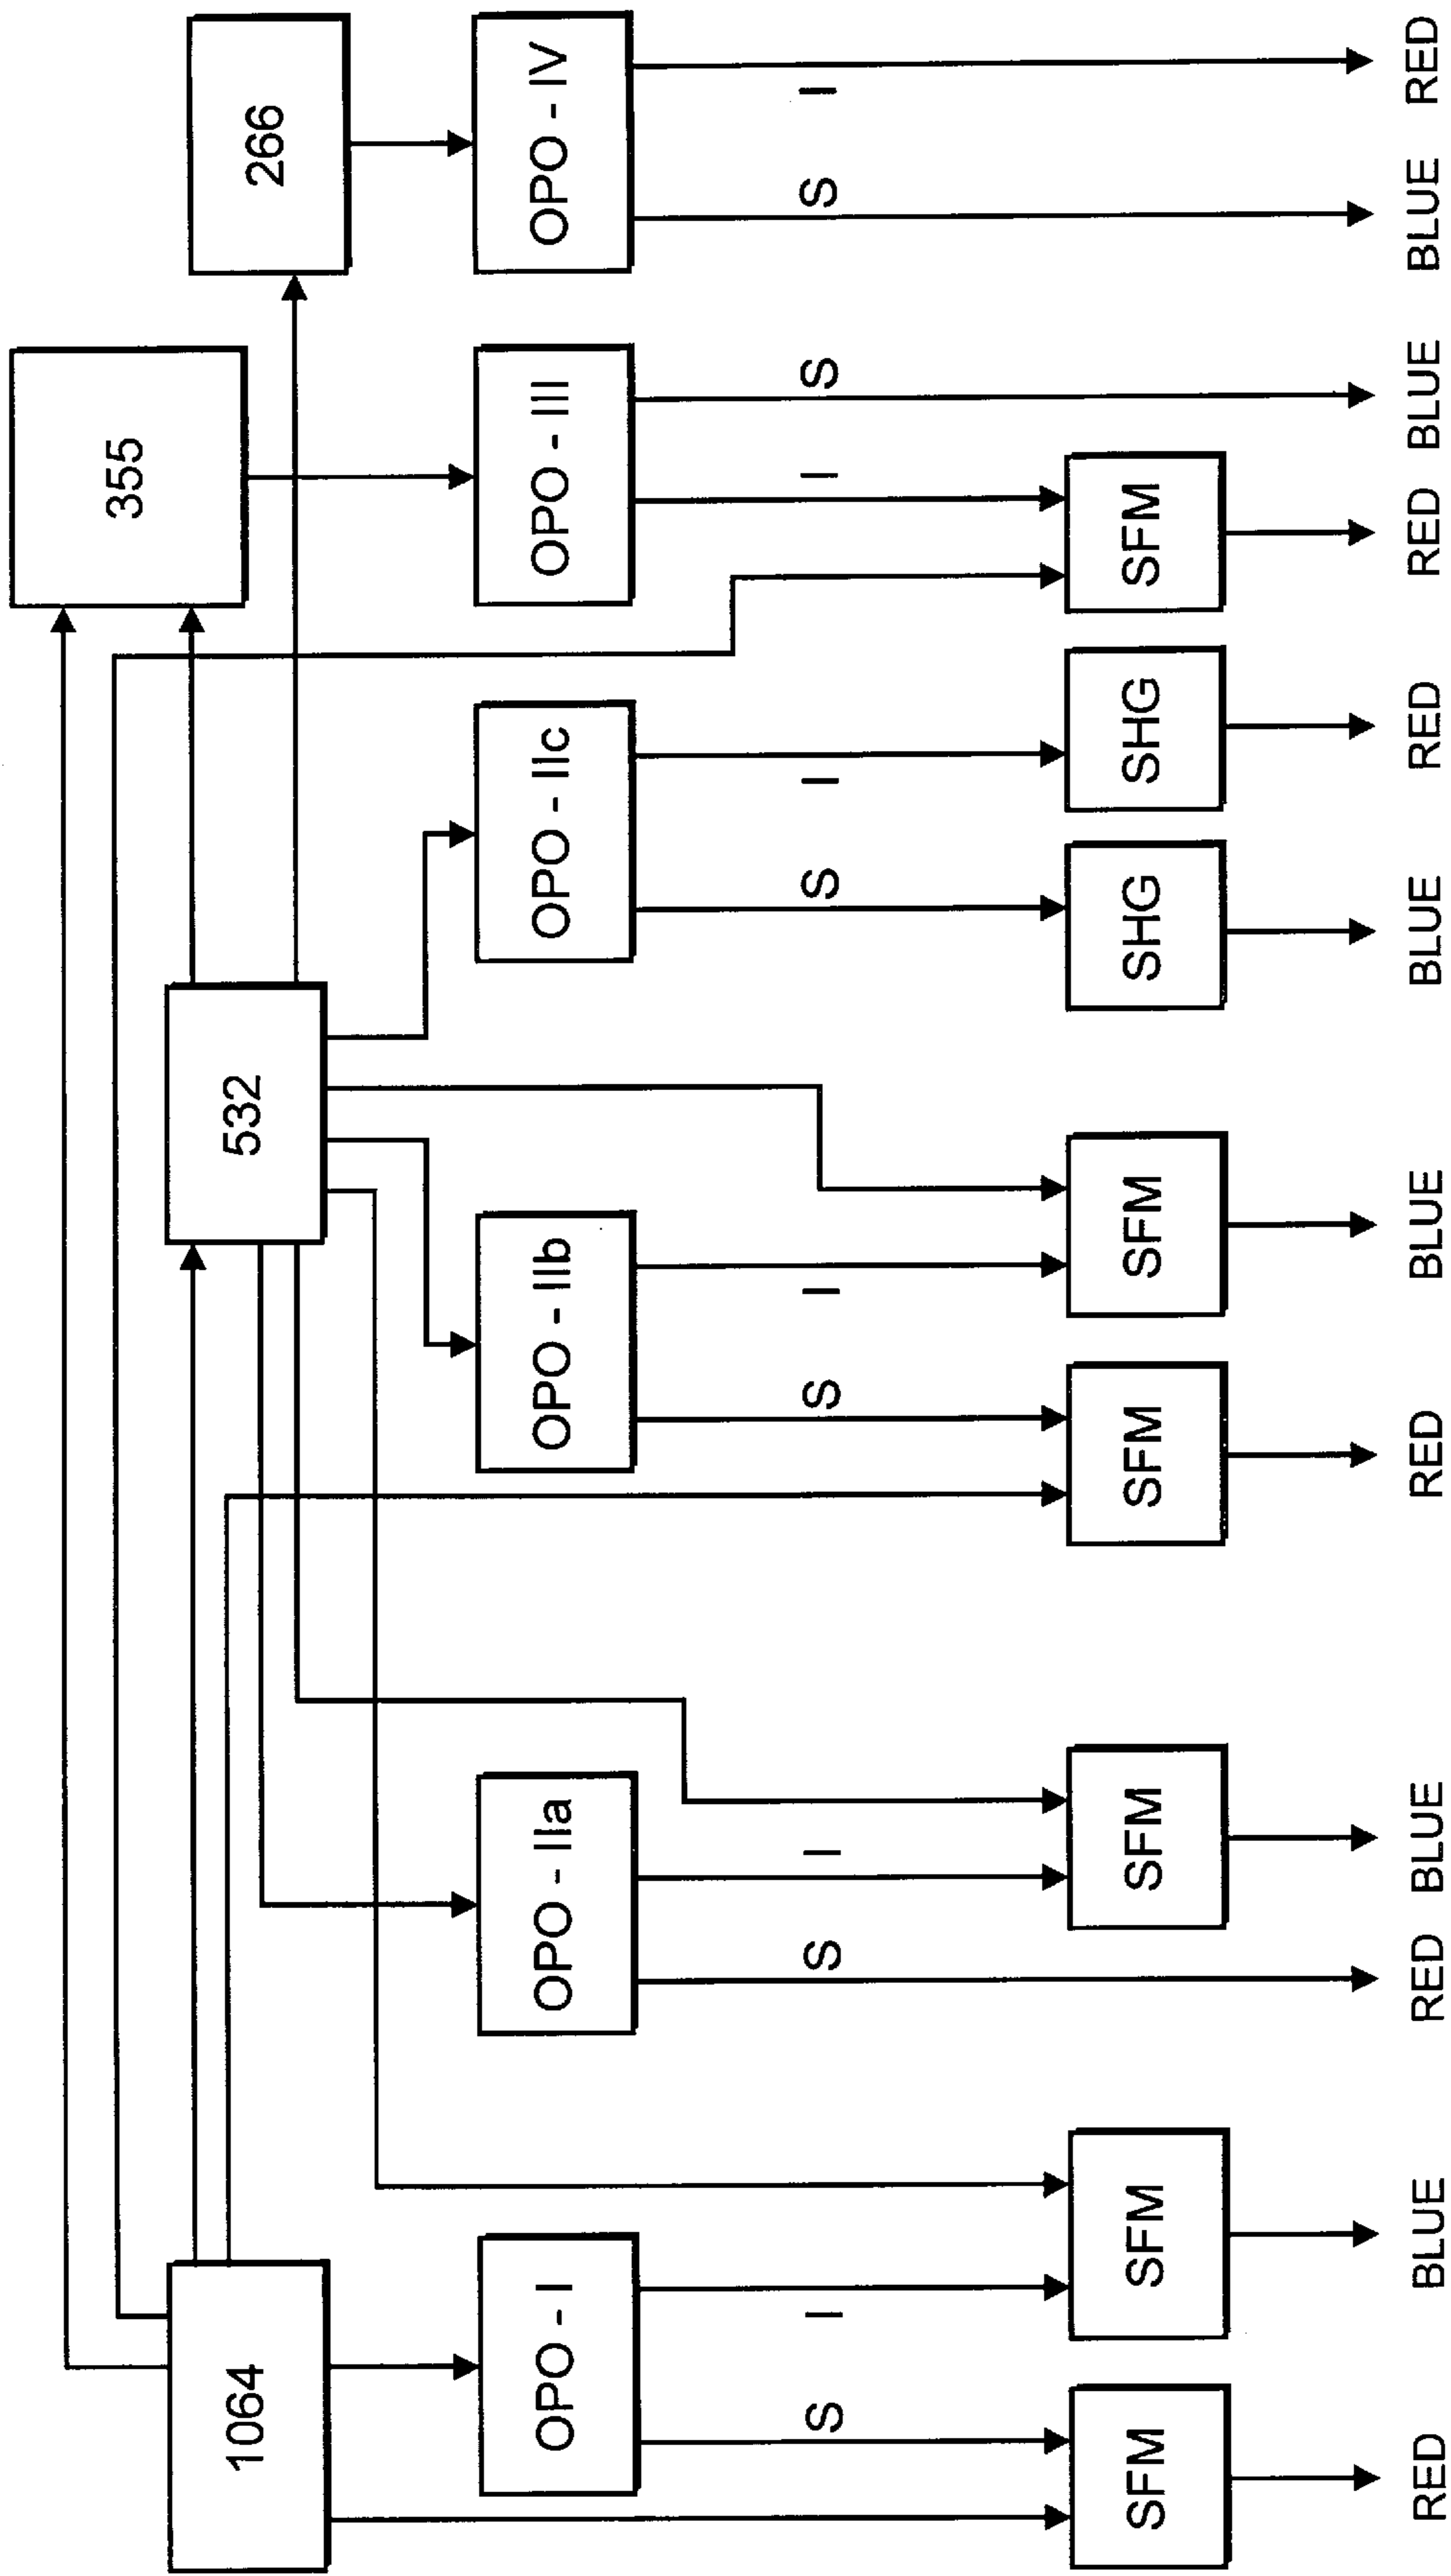 355
1064
532
266
OPO - I
OPO - IIa
OPO - IIb
OPO - IIc
OPO - III
OPO - IV
S
I
S
I
S
I
S
I
I
S
S
I
SFM
SFM
SFM
SFM
SFM
SHG
SHG
SFM
RED
BLUE
RED
BLUE
RED
BLUE
BLUE
RED
RED
BLUE
BLUE
RED